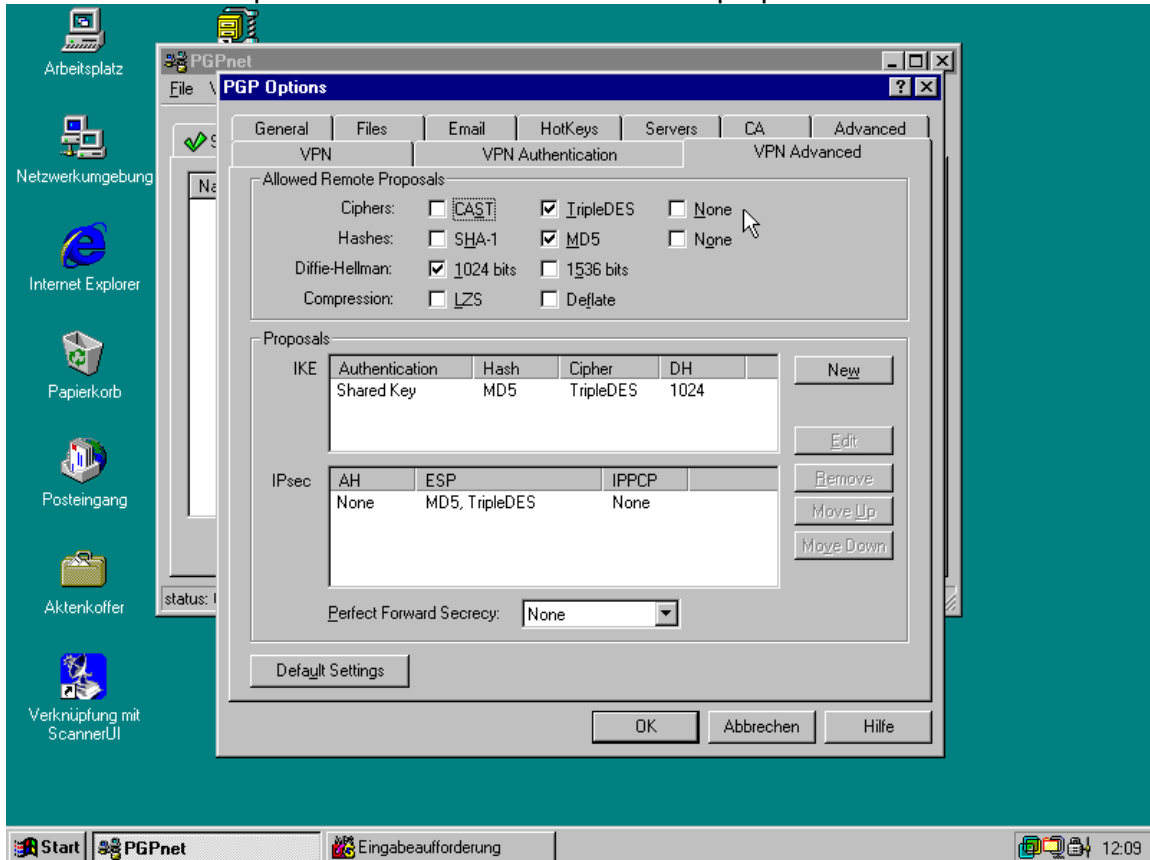 Arbeitsplatz
Netzwerkumgebung
Internet Explorer
Papierkorb
Posteingang
Aktenkoffer
Verknüpfung mit
ScannerUI
PGPnet
File
PGP Options
General Files Email HotKeys Servers CA Advanced
VPN VPN Authentication VPN Advanced
Allowed Remote Proposals
Ciphers: CAST TripleDES None
Hashes: SHA-1 MD5 None
Diffie-Hellman: 1024 bits 1536 bits
Compression: LZS Deflate
Proposals
IKE Authentication Hash Cipher DH New
Shared Key MD5 TripleDES 1024
Edit
IPsec AH ESP IPPCP Remove
None MD5, TripleDES None
Move Up
Move Down
status:
Perfect Forward Secrecy: None
Default Settings
OK Abbrechen Hilfe
Start PGPnet Eingabeaufforderung 12:09